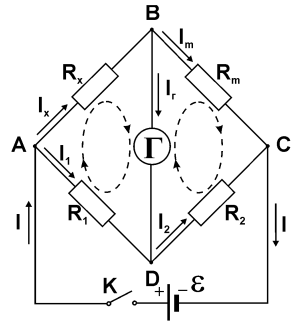 B
Rx Im
Ix Ir Rm
A Г C
I1
I R1 I2 R2 I
D
K + − ε